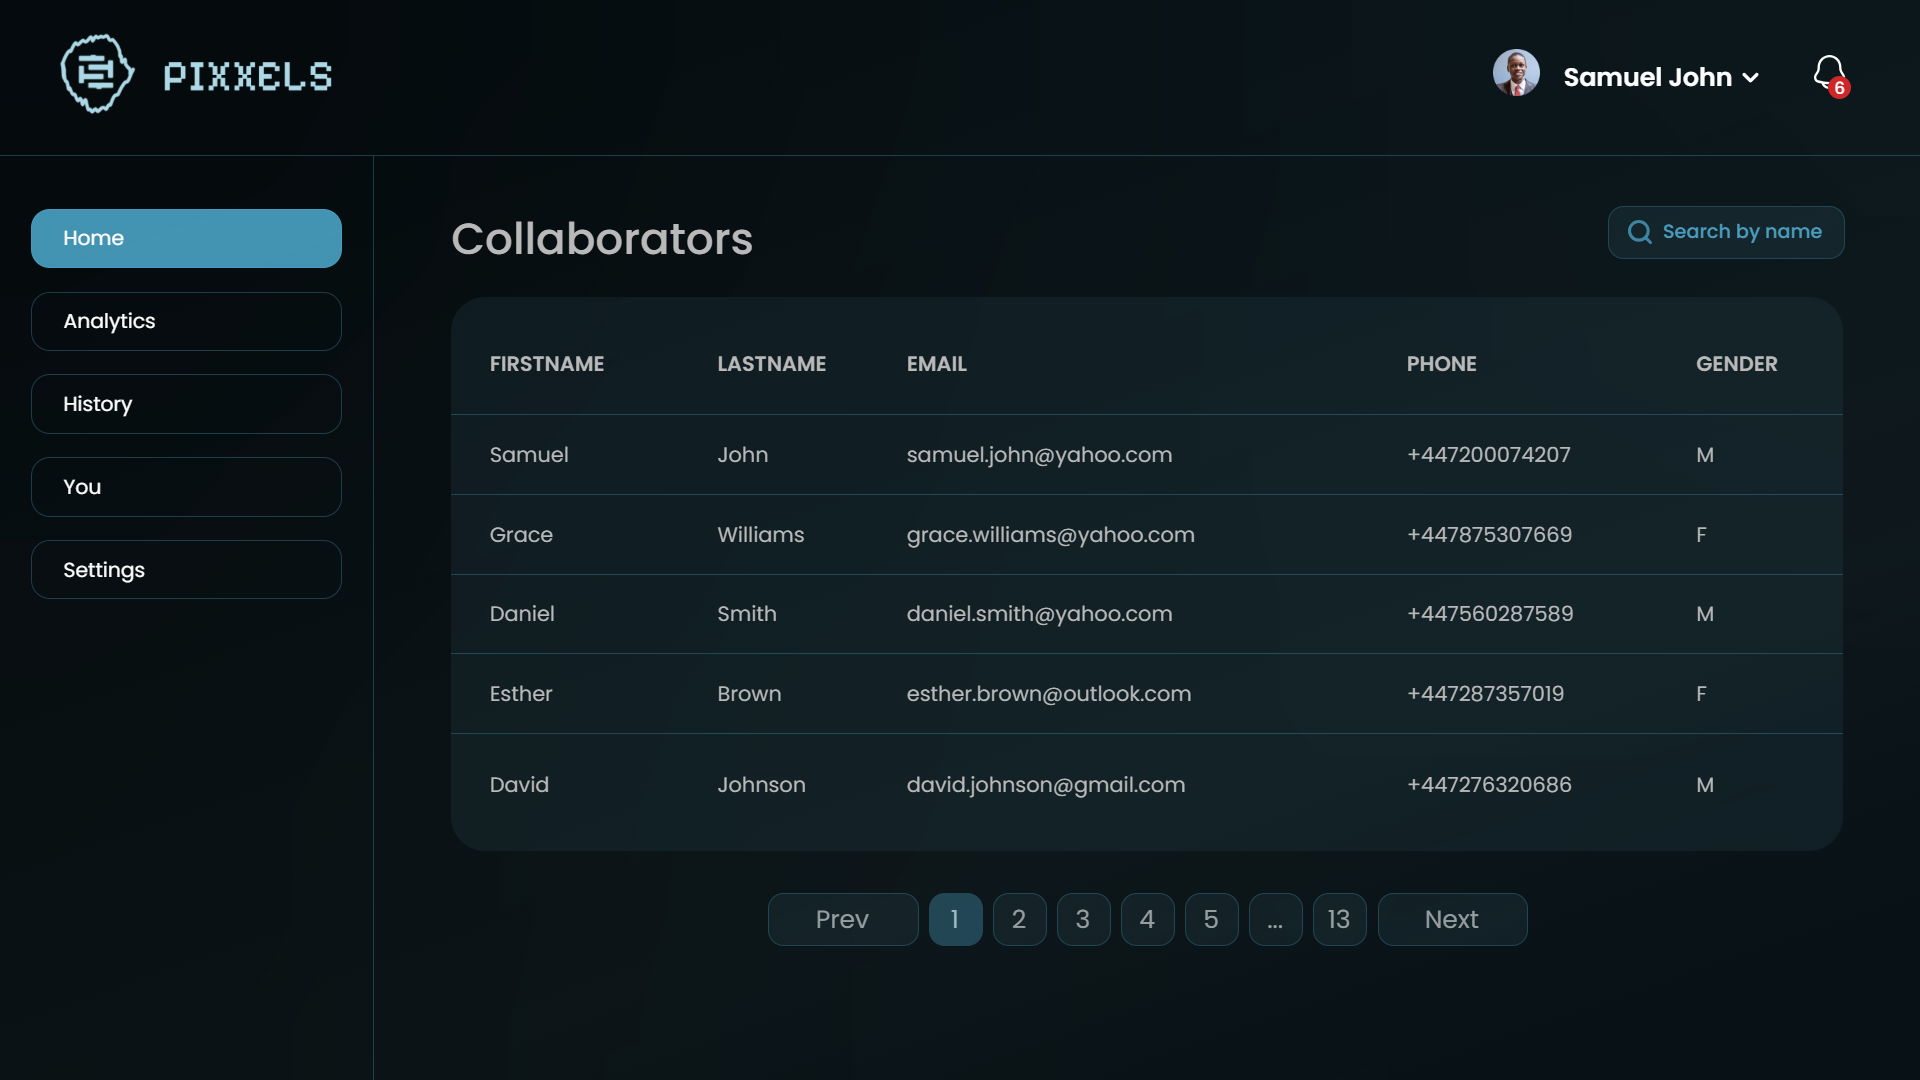 PIXXELS
Samuel John
6
Home
Analytics
History
You
Settings
Collaborators
Search by name
FIRSTNAME LASTNAME EMAIL PHONE GENDER
Samuel John samuel.john@yahoo.com +447200074207 M
Grace Williams grace.williams@yahoo.com +447875307669 F
Daniel Smith daniel.smith@yahoo.com +447560287589 M
Esther Brown esther.brown@outlook.com +447287357019 F
David Johnson david.johnson@gmail.com +447276320686 M
Prev 1 2 3 4 5 ... 13 Next